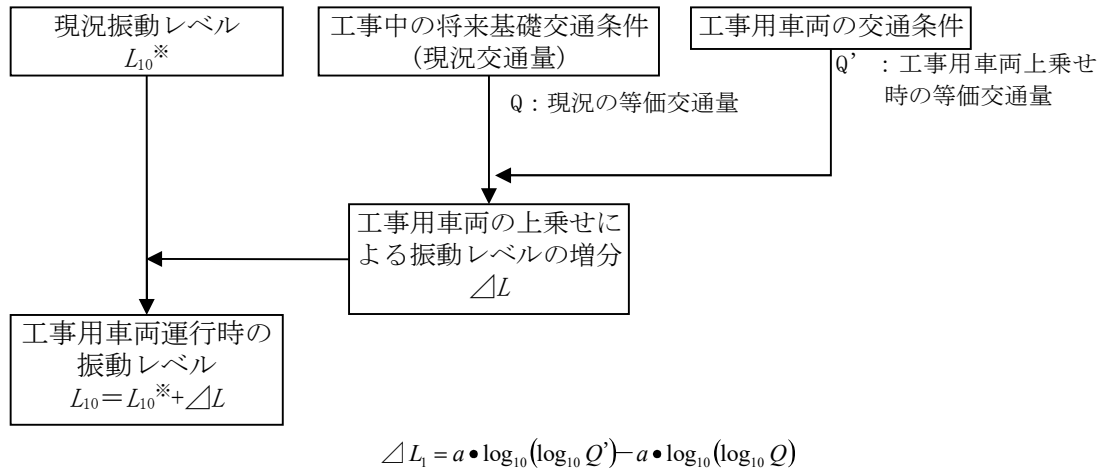 現況振動レベル
L₁₀※
工事中の将来基礎交通条件
(現況交通量)
工事用車両の交通条件
Q：現況の等価交通量
Q’ ：工事用車両上乗せ
時の等価交通量
工事用車両の上乗せに
よる振動レベルの増分
⊿L
工事用車両運行時の
振動レベル
L₁₀＝L₁₀※+⊿L
⊿L₁ = a•log₁₀(log₁₀ Q’)−a•log₁₀(log₁₀ Q)